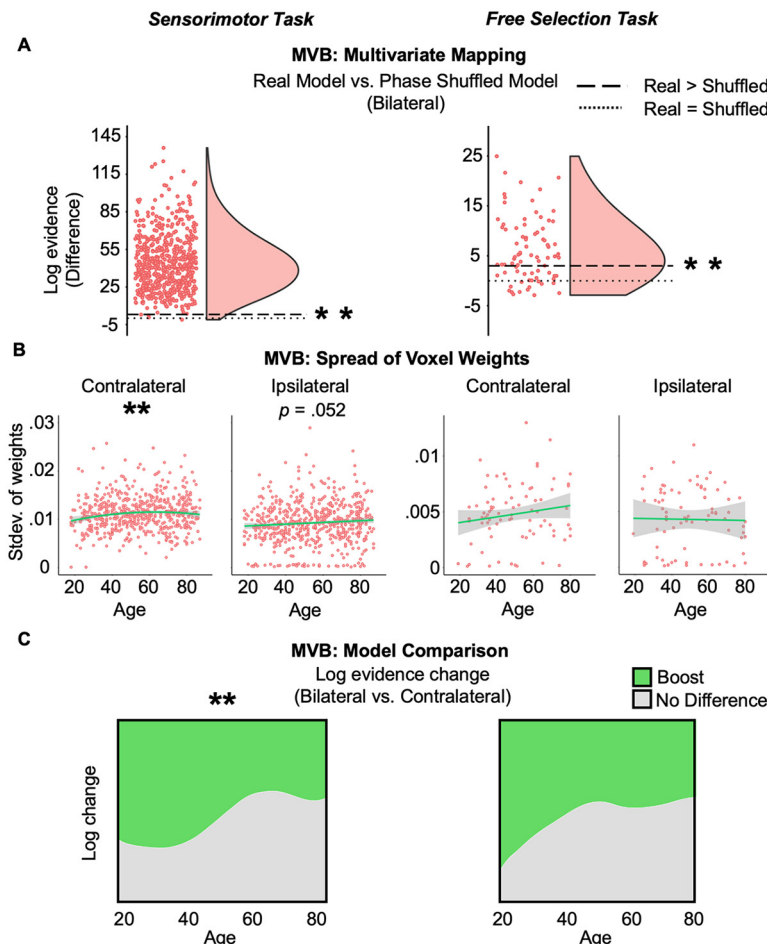 Sensorimotor Task
Free Selection Task
A
MVB: Multivariate Mapping
Real Model vs. Phase Shuffled Model
(Bilateral)
Real > Shuffled
Real = Shuffled
Log evidence
(Difference)
145
115
85
55
25
-5
* *
25
15
5
-5
* *
B
MVB: Spread of Voxel Weights
Contralateral
Ipsilateral
Contralateral
Ipsilateral
**
p = .052
Stdev. of weights
.03
.02
.01
0
.01
.005
0
20 40 60 80
20 40 60 80
20 40 60 80
20 40 60 80
Age
Age
Age
Age
C
MVB: Model Comparison
Log evidence change
(Bilateral vs. Contralateral)
Boost
No Difference
**
Log change
20 40 60 80
20 40 60 80
Age
Age